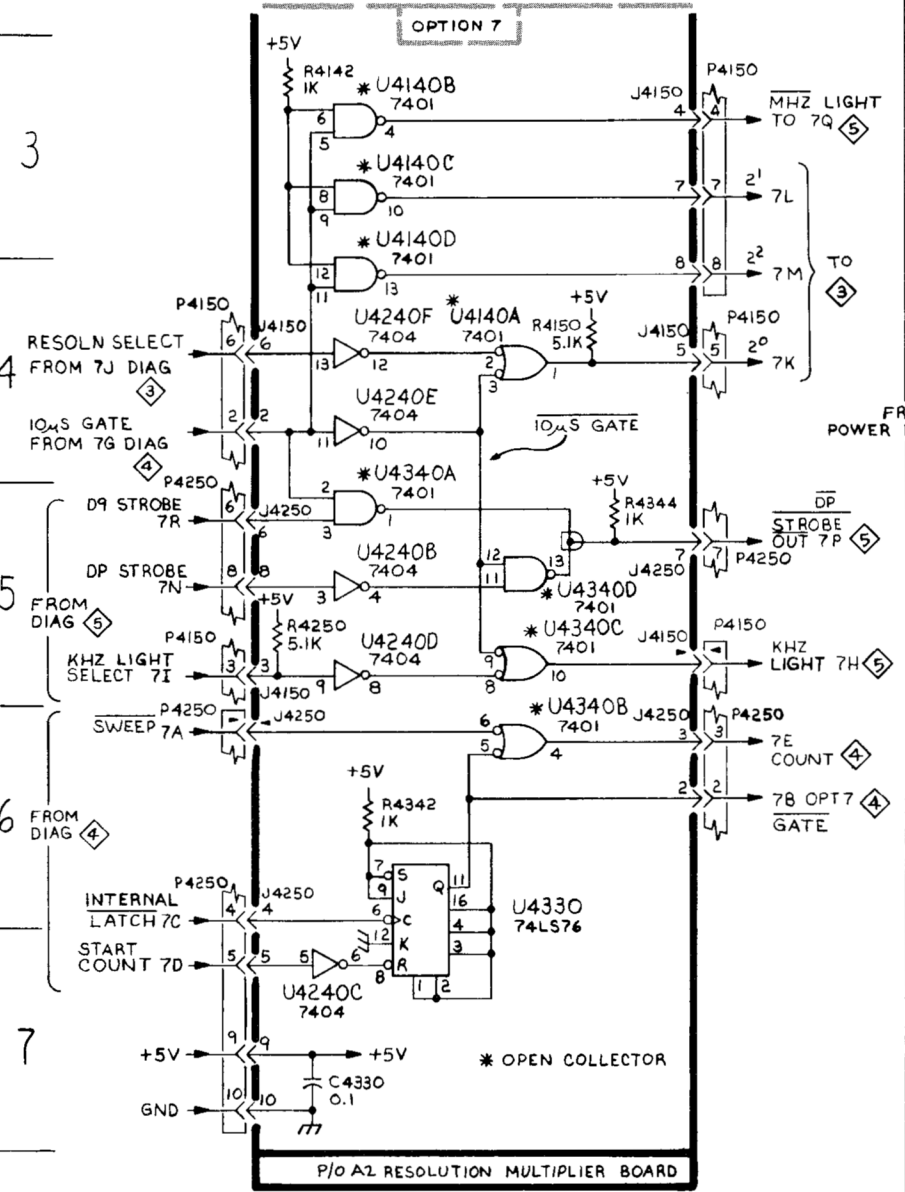 OPTION 7
+5V
R4142
1K
* U4140B
7401
6
5
4
J4150
P4150
4
4
MHZ LIGHT
TO 7Q 5
3
* U4140C
7401
8
9
10
7
7
2¹
7L
* U4140D
7401
12
11
13
8
8
2²
7M
TO
3
P4150
J4150
6
6
RESOLN SELECT
FROM 7J DIAG
3
4
U4240F
7404
13
12
* U4140A
7401
2
3
1
+5V
R4150
5.1K
J4150
P4150
5
5
2⁰
7K
10µS GATE
FROM 7G DIAG
4
2
2
U4240E
7404
11
10
10µS GATE
FR
POWER
P4250
J4250
D9 STROBE
7R
6
6
* U4340A
7401
2
3
1
+5V
R4344
1K
DP
STROBE
OUT 7P 5
7
7
J4250
P4250
DP STROBE
7N
8
8
U4240B
7404
3
4
12
11
13
* U4340D
7401
5
FROM
DIAG 5
+5V
R4250
5.1K
P4150
KHZ LIGHT
SELECT 7I
3
3
J4150
U4240D
7404
9
8
* U4340C
7401
9
8
10
J4150
P4150
KHZ
LIGHT 7H 5
P4250
J4250
SWEEP 7A
* U4340B
7401
6
5
4
J4250
P4250
3
3
7E
COUNT 4
2
2
7B OPT7 4
GATE
6
FROM
DIAG 4
+5V
R4342
1K
7
9
6
12
8
S
J
C
K
R
Q
11
16
4
3
1
2
U4330
74LS76
P4250
J4250
INTERNAL
LATCH 7C
4
4
START
COUNT 7D
5
5
5
6
U4240C
7404
7
+5V
9
9
+5V
C4330
0.1
GND
10
10
* OPEN COLLECTOR
P/O A2 RESOLUTION MULTIPLIER BOARD